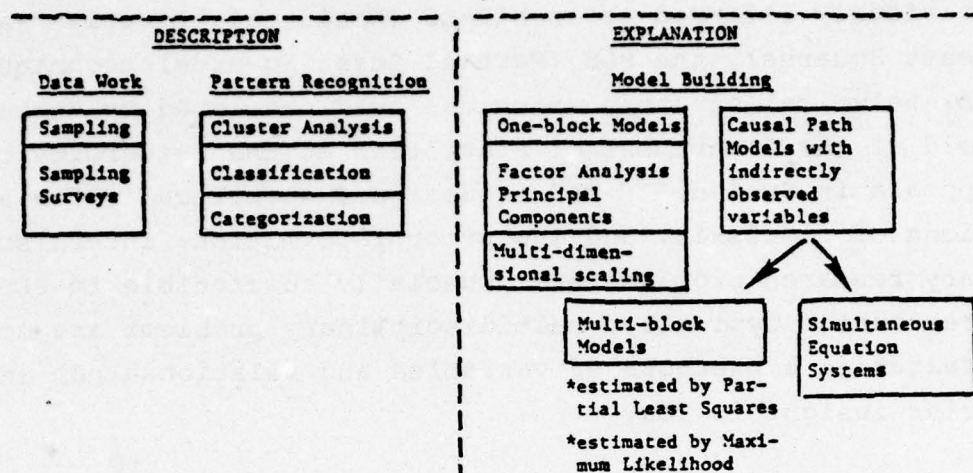 DESCRIPTION
Data Work
Pattern Recognition
Sampling
Sampling
Surveys
Cluster Analysis
Classification
Categorization
EXPLANATION
Model Building
One-block Models
Factor Analysis
Principal
Components
Multi-dimen-
sional scaling
Causal Path
Models with
indirectly
observed
variables
Multi-block
Models
*estimated by Par-
tial Least Squares
*estimated by Maxi-
mum Likelihood
Simultaneous
Equation
Systems